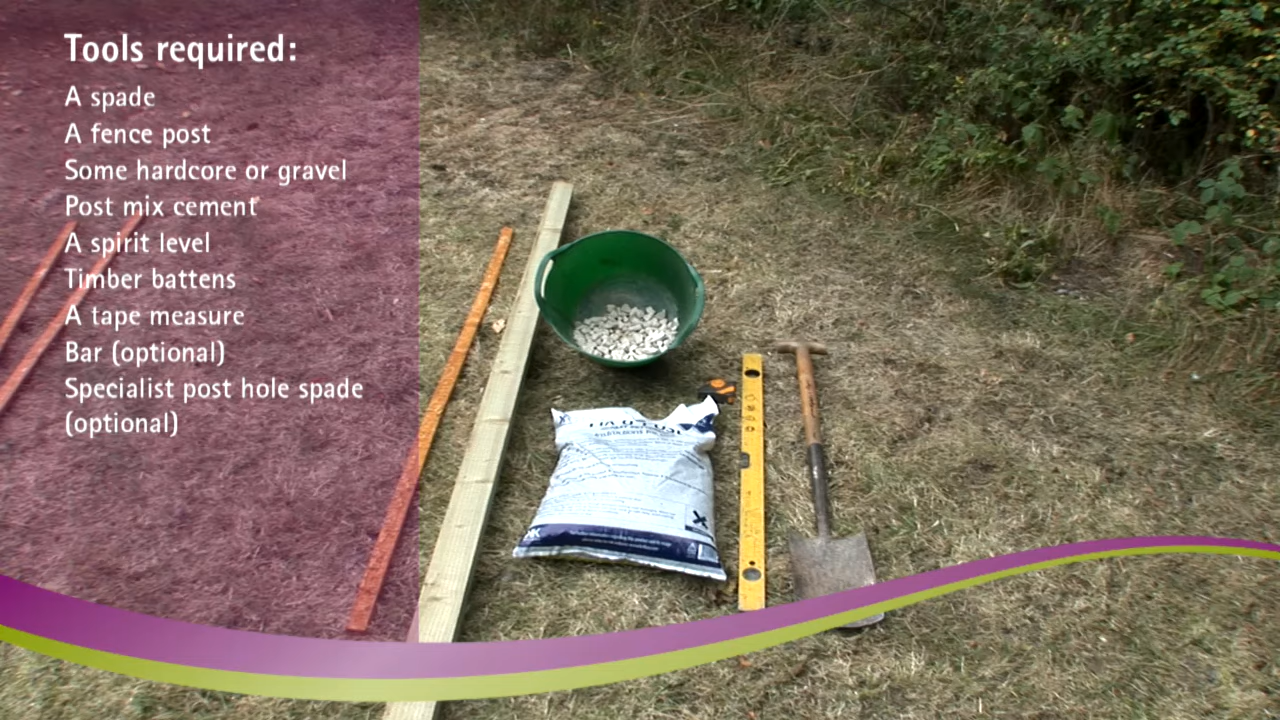 Tools required:
A spade
A fence post
Some hardcore or gravel
Post mix cement
A spirit level
Timber battens
A tape measure
Bar (optional)
Specialist post hole spade
(optional)